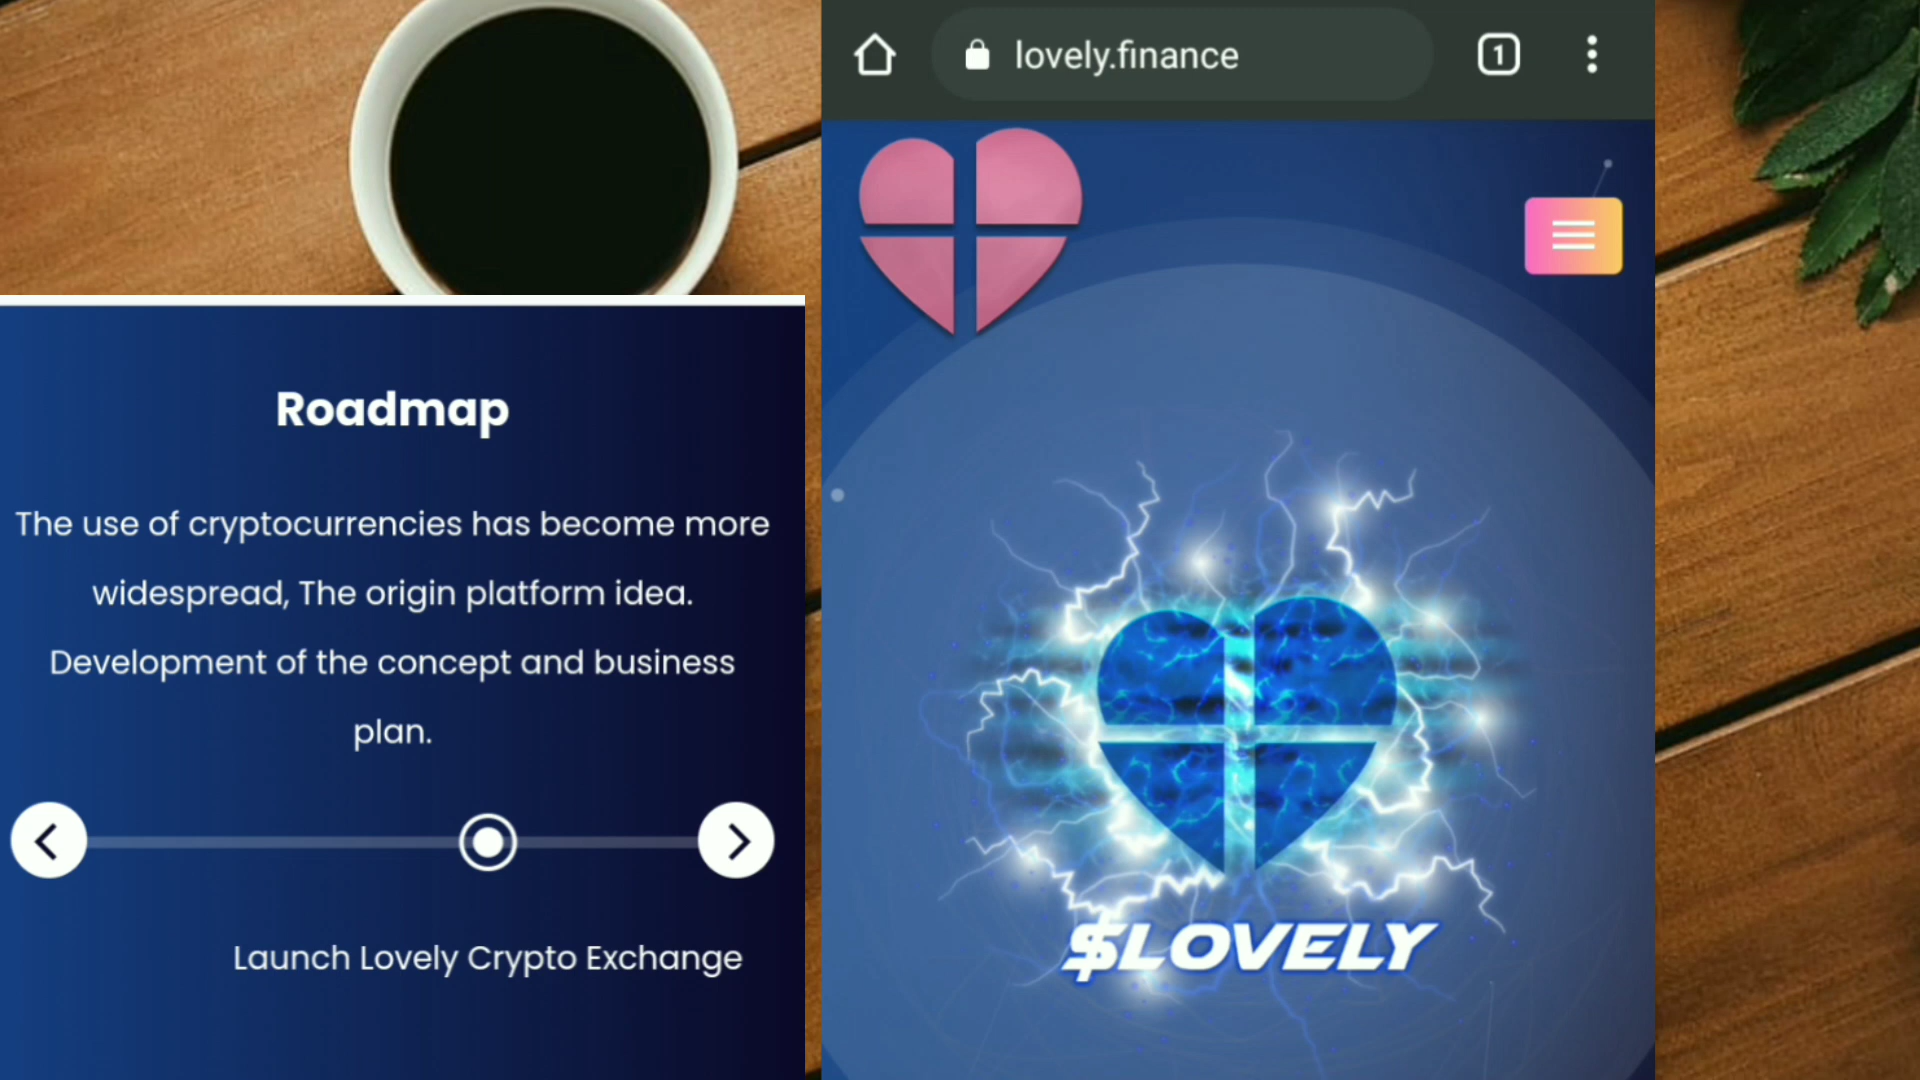 lovely.finance
1
Roadmap
The use of cryptocurrencies has become more
widespread, The origin platform idea.
Development of the concept and business
plan.
Launch Lovely Crypto Exchange
$LOVELY